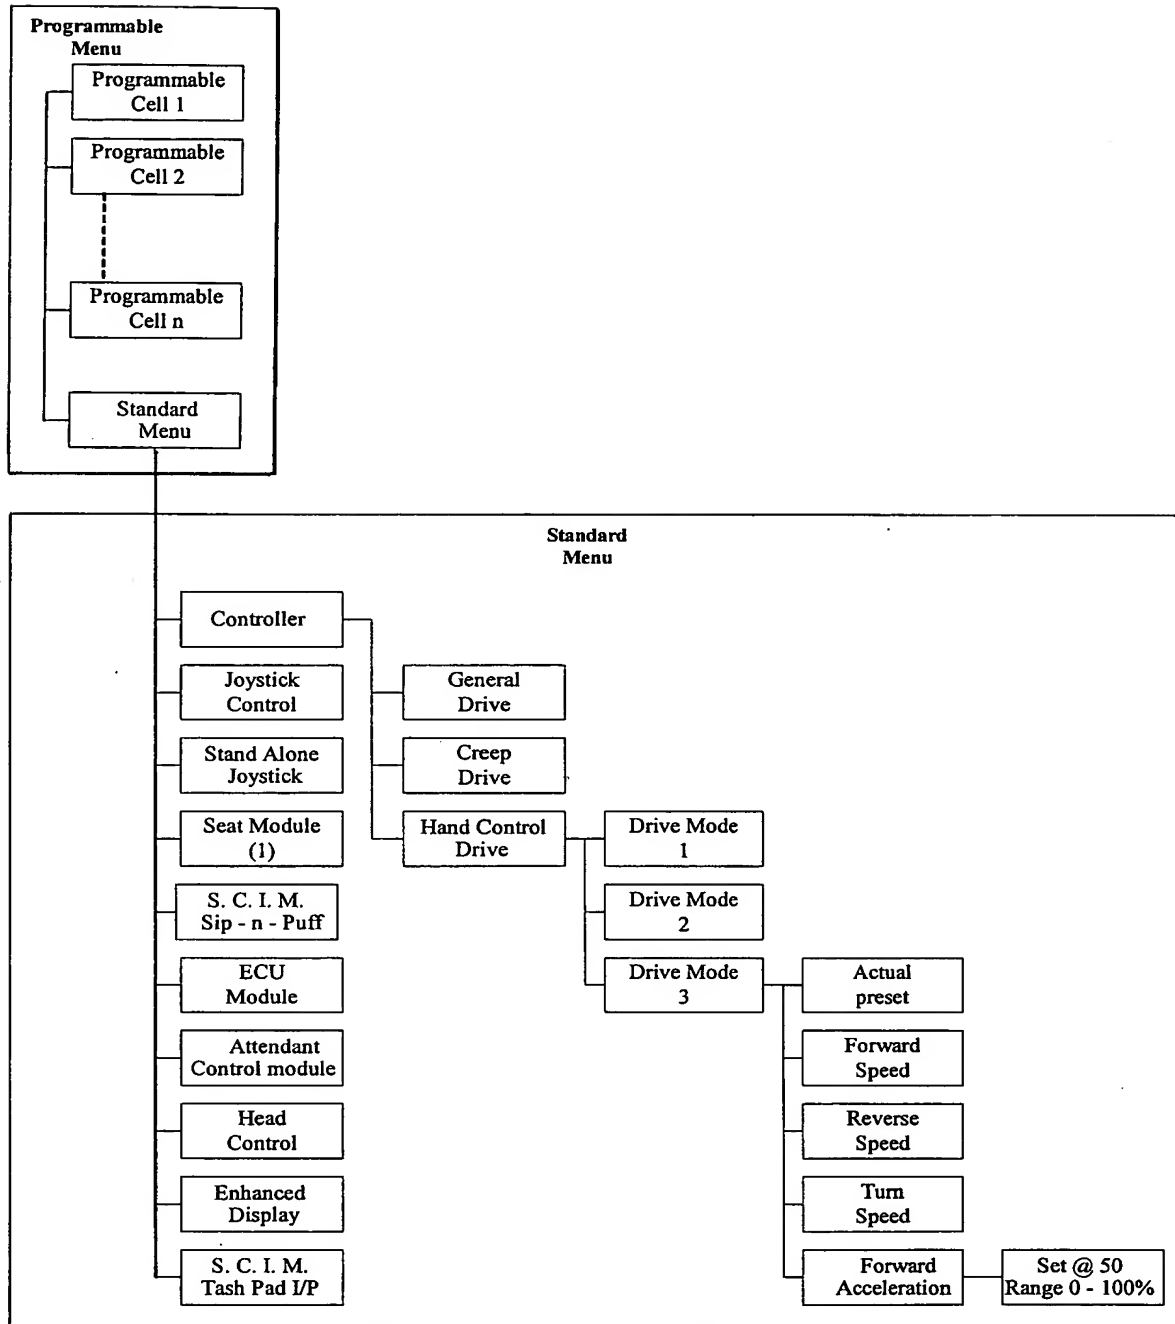 Programmable
Menu
Programmable
Cell 1
Programmable
Cell 2
Programmable
Cell n
Standard
Menu
Standard
Menu
Controller
Joystick
Control
General
Drive
Stand Alone
Joystick
Creep
Drive
Seat Module
(1)
Hand Control
Drive
Drive Mode
1
S. C. I. M.
Sip - n - Puff
Drive Mode
2
ECU
Module
Drive Mode
3
Actual
preset
Attendant
Control module
Forward
Speed
Head
Control
Reverse
Speed
Enhanced
Display
Turn
Speed
S. C. I. M.
Tash Pad I/P
Forward
Acceleration
Set @ 50
Range 0 - 100%